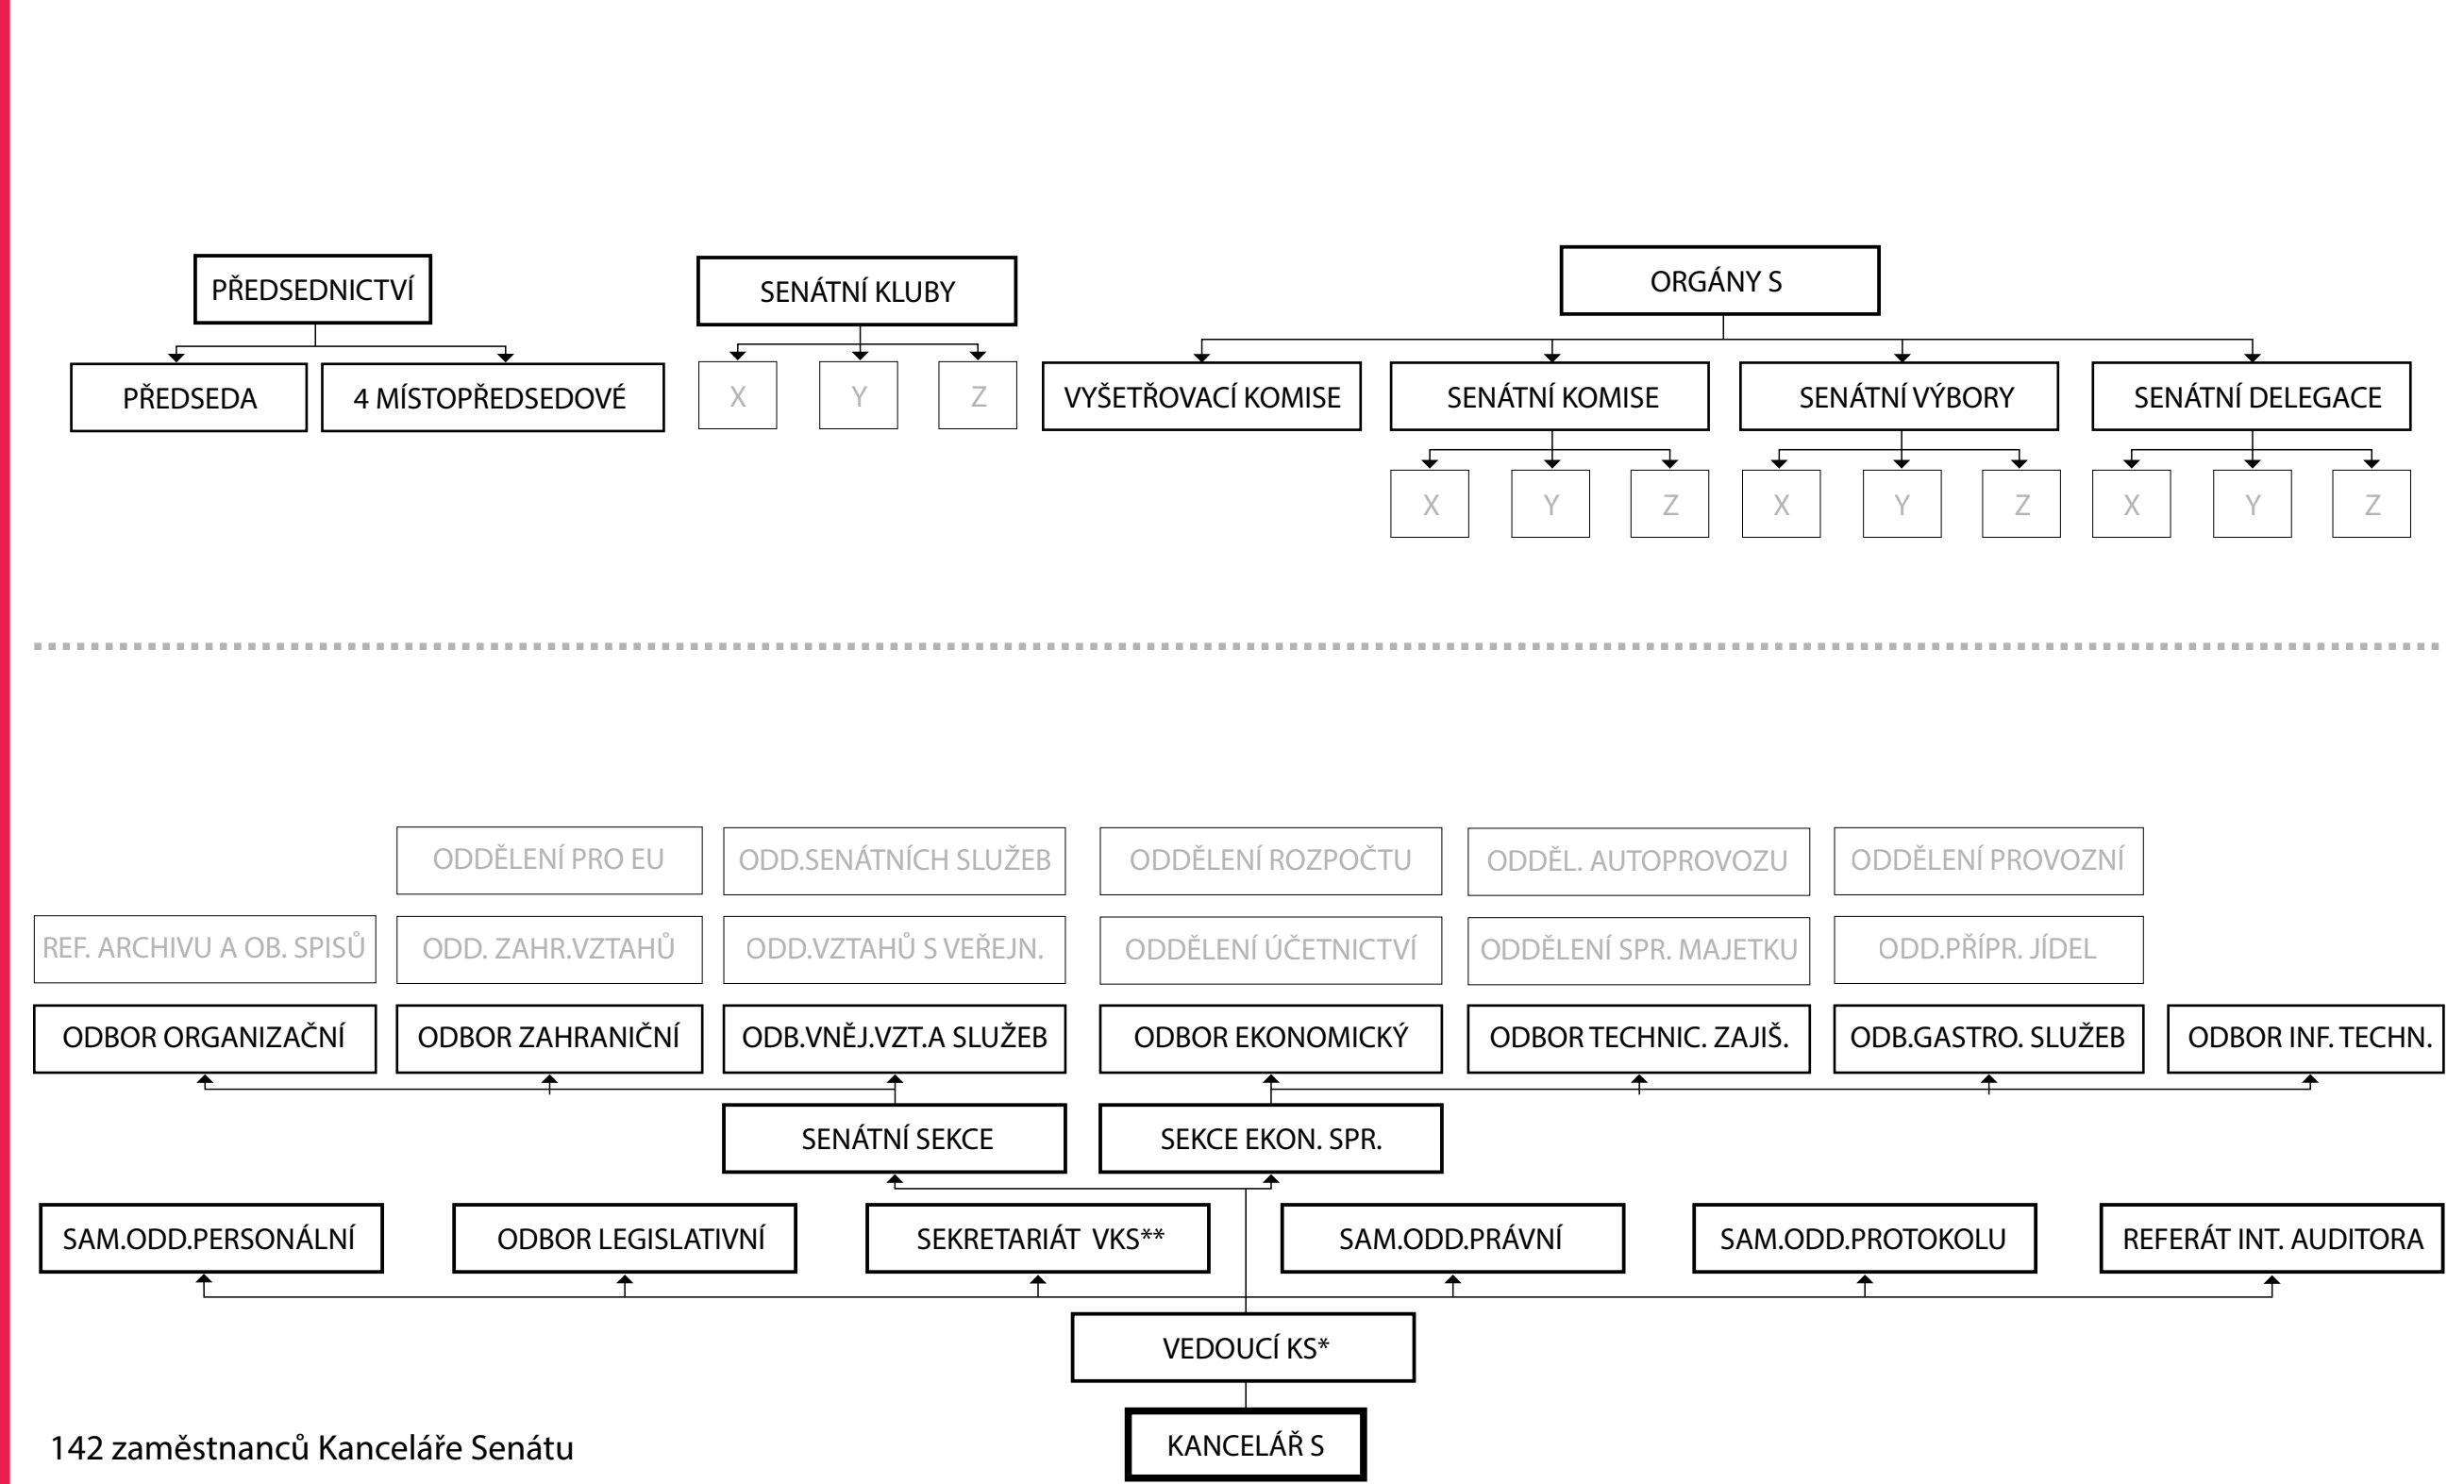 PŘEDSEDNICTVÍ
PŘEDSEDA
4 MÍSTOPŘEDSEDOVÉ
SENÁTNÍ KLUBY
X
Y
Z
ORGÁNY S
VYŠETŘOVACÍ KOMISE
SENÁTNÍ KOMISE
SENÁTNÍ VÝBORY
SENÁTNÍ DELEGACE
X
Y
Z
X
Y
Z
X
Y
Z
ODDĚLENÍ PRO EU
ODD.SENÁTNÍCH SLUŽEB
ODDĚLENÍ ROZPOČTU
ODDĚL. AUTOPROVOZU
ODDĚLENÍ PROVOZNÍ
REF. ARCHIVU A OB. SPISŮ
ODD. ZAHR.VZTAHŮ
ODD.VZTAHŮ S VEŘEJN.
ODDĚLENÍ ÚČETNICTVÍ
ODDĚLENÍ SPR. MAJETKU
ODD.PŘÍPR. JÍDEL
ODBOR ORGANIZAČNÍ
ODBOR ZAHRANIČNÍ
ODB.VNĚJ.VZT.A SLUŽEB
ODBOR EKONOMICKÝ
ODBOR TECHNIC. ZAJIŠ.
ODB.GASTRO. SLUŽEB
ODBOR INF. TECHN.
SENÁTNÍ SEKCE
SEKCE EKON. SPR.
SAM.ODD.PERSONÁLNÍ
ODBOR LEGISLATIVNÍ
SEKRETARIÁT VKS**
SAM.ODD.PRÁVNÍ
SAM.ODD.PROTOKOLU
REFERÁT INT. AUDITORA
VEDOUCÍ KS*
KANCELÁŘ S
142 zaměstnanců Kanceláře Senátu